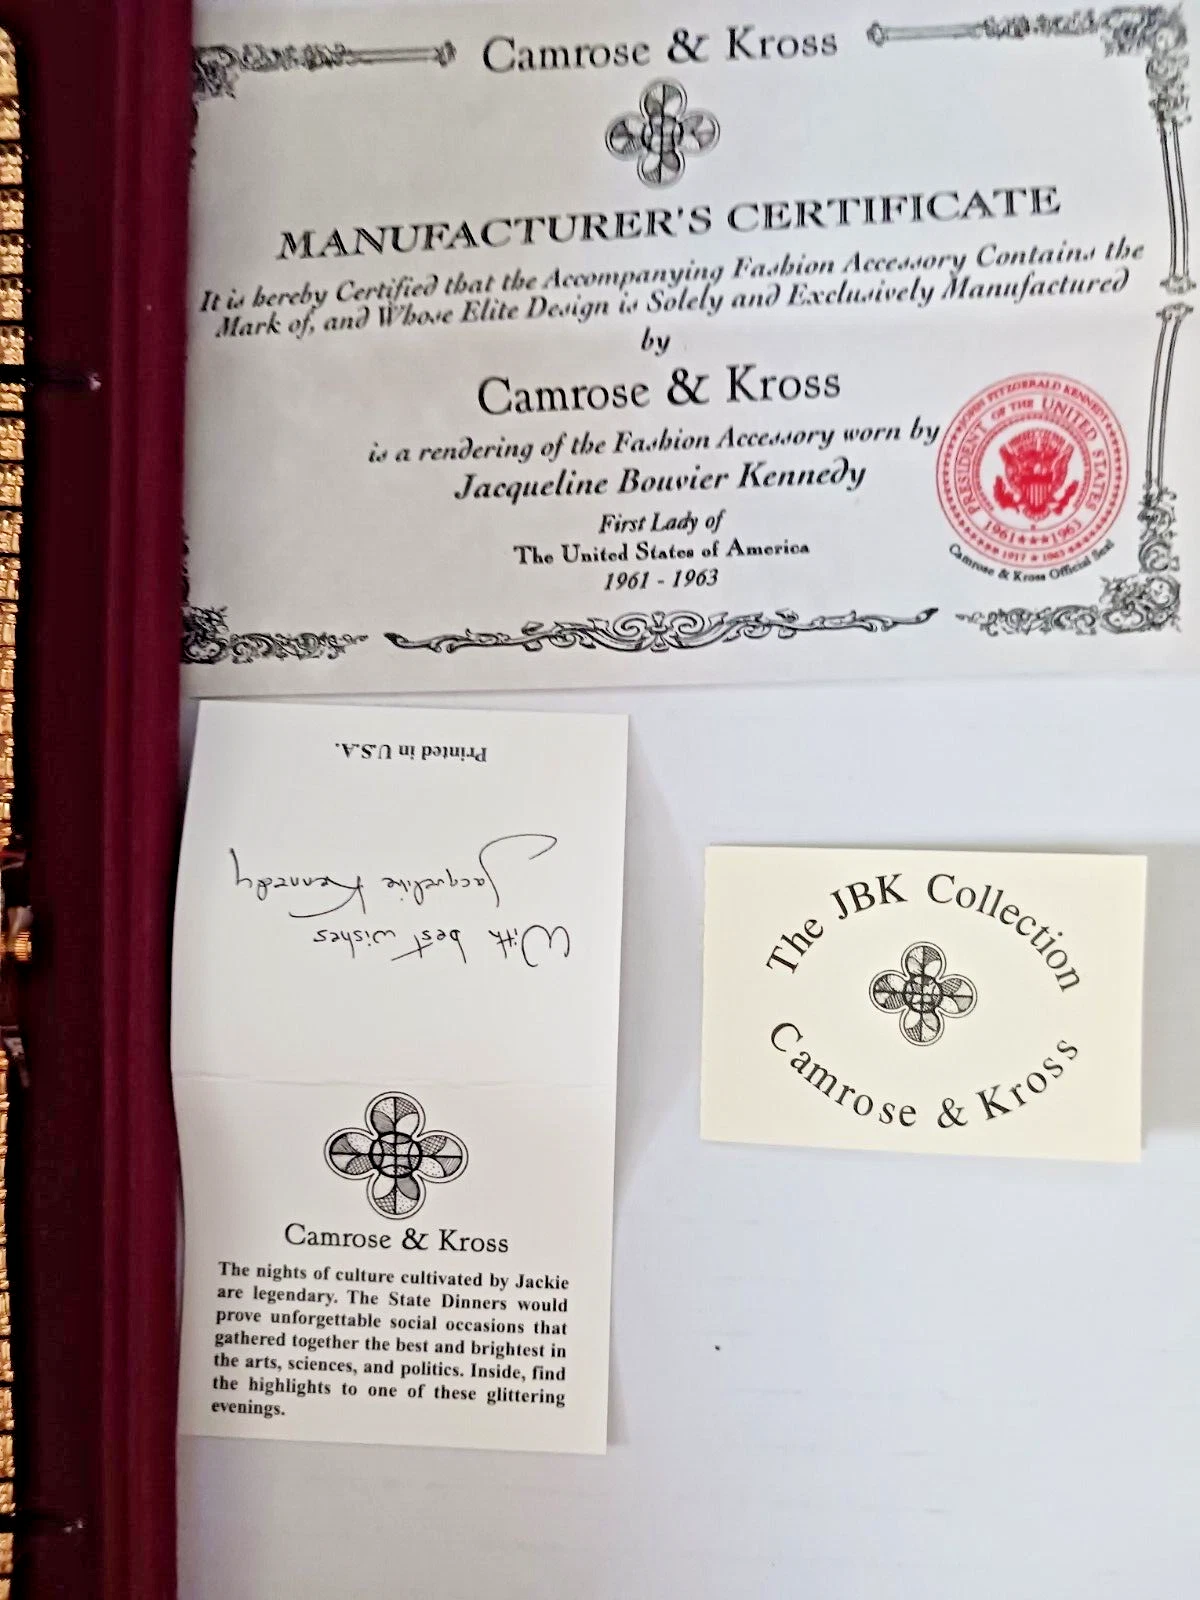 Camrose & Kross
MANUFACTURER'S CERTIFICATE
It is hereby Certified that the Accompanying Fashion Accessory Contains the
Mark of, and Whose Elite Design is Solely and Exclusively Manufactured
by
Camrose & Kross
is a rendering of the Fashion Accessory worn by
Jacqueline Bouvier Kennedy
First Lady of
The United States of America
1961 - 1963
JOHN FITZGERALD KENNEDY
PRESIDENT OF THE UNITED STATES
1961★★★1963
1917 ★ 1963
Camrose & Kross Official Seal
Printed in U.S.A.
With best wishes
Jacqueline Kennedy
Camrose & Kross
The nights of culture cultivated by Jackie
are legendary. The State Dinners would
prove unforgettable social occasions that
gathered together the best and brightest in
the arts, sciences, and politics. Inside, find
the highlights to one of these glittering
evenings.
The JBK Collection
Camrose & Kross